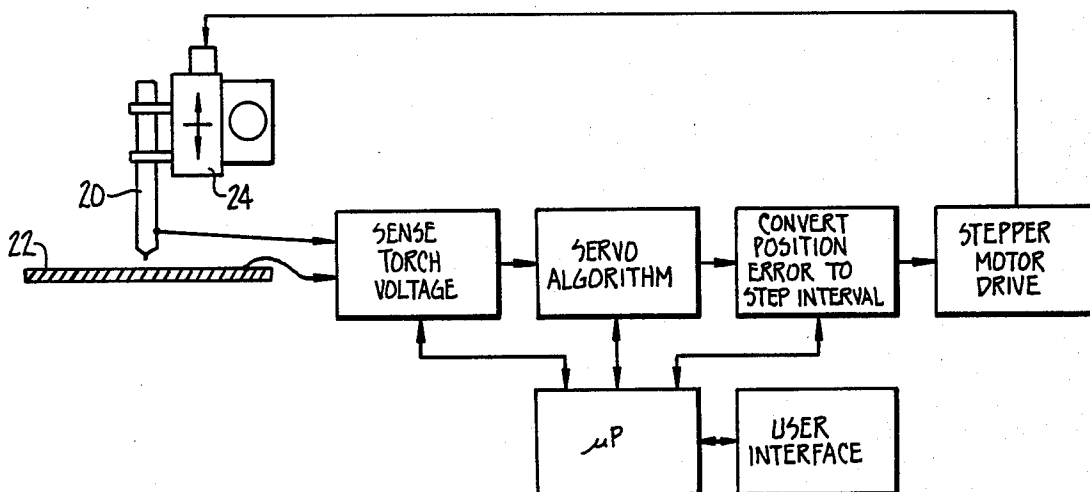 20
24
22
SENSE
TORCH
VOLTAGE
SERVO
ALGORITHM
CONVERT
POSITION
ERROR TO
STEP INTERVAL
STEPPER
MOTOR
DRIVE
μP
USER
INTERFACE